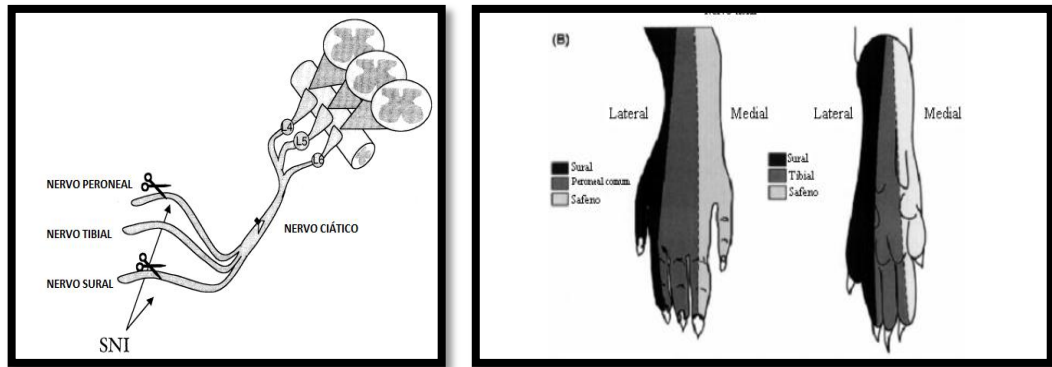 L4
L5
L6
NERVO PERONEAL
NERVO CIÁTICO
NERVO TIBIAL
NERVO SURAL
SNI
(B)
Lateral
Medial
Sural
Peroneal comum
Safeno
Lateral
Medial
Sural
Tibial
Safeno